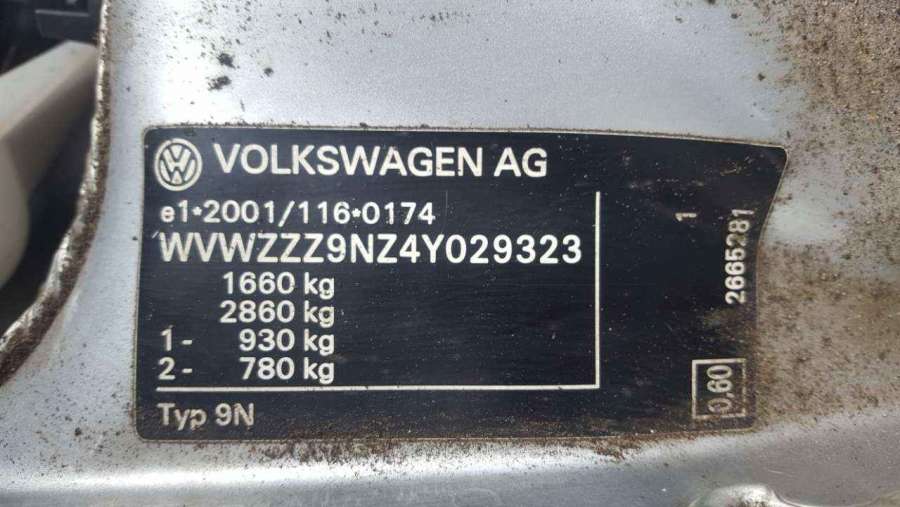 VOLKSWAGEN AG
e1*2001/116*0174
WVWZZZ9NZ4Y029323
1660 kg
2860 kg
1- 930 kg
2- 780 kg
Typ 9N
1
2665281
0,60